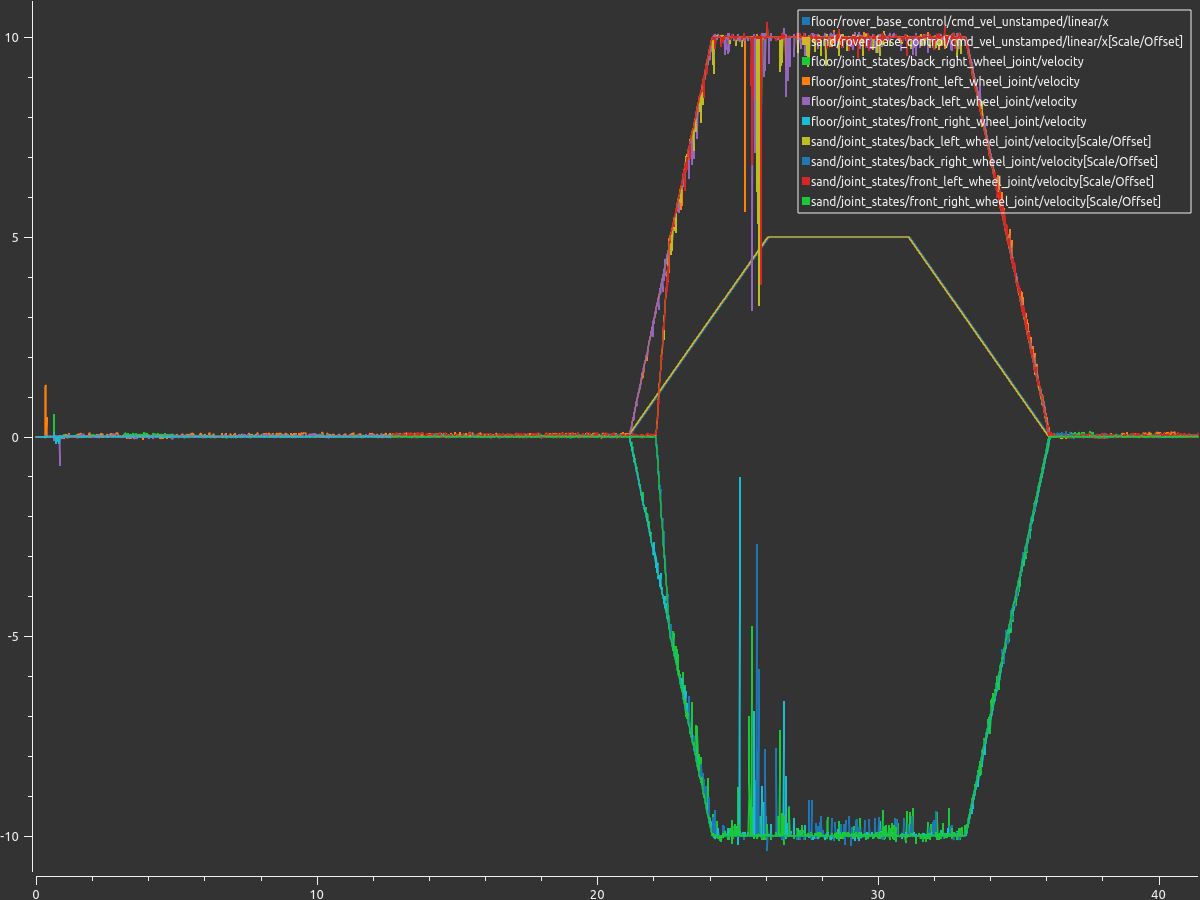 10
5
0
-5
-10
0
10
20
30
40
floor/rover_base_control/cmd_vel_unstamped/linear/x
sand/rover_base_control/cmd_vel_unstamped/linear/x[Scale/Offset]
floor/joint_states/back_right_wheel_joint/velocity
floor/joint_states/front_left_wheel_joint/velocity
floor/joint_states/back_left_wheel_joint/velocity
floor/joint_states/front_right_wheel_joint/velocity
sand/joint_states/back_left_wheel_joint/velocity[Scale/Offset]
sand/joint_states/back_right_wheel_joint/velocity[Scale/Offset]
sand/joint_states/front_left_wheel_joint/velocity[Scale/Offset]
sand/joint_states/front_right_wheel_joint/velocity[Scale/Offset]